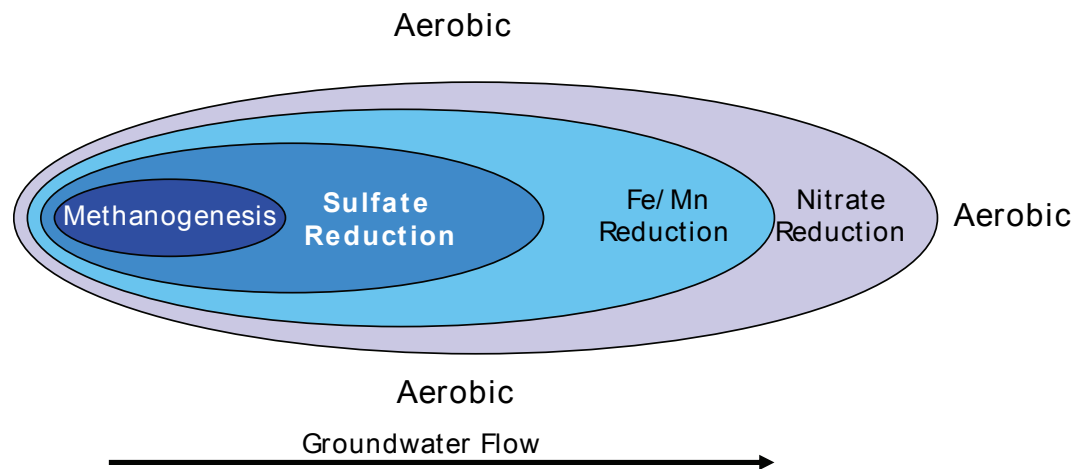 Aerobic
Methanogenesis
Sulfate
Reduction
Fe/ Mn
Reduction
Nitrate
Reduction
Aerobic
Aerobic
Groundwater Flow